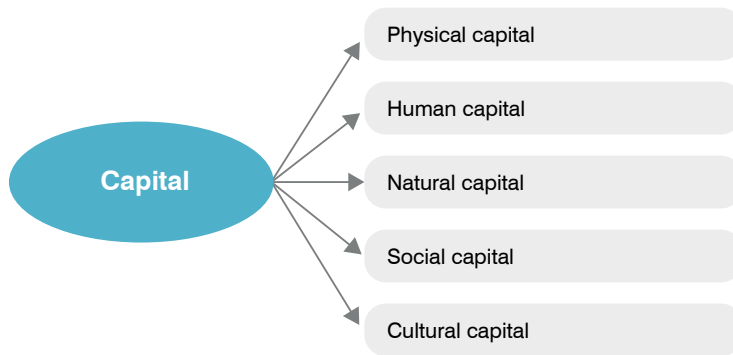 Capital
Physical capital
Human capital
Natural capital
Social capital
Cultural capital